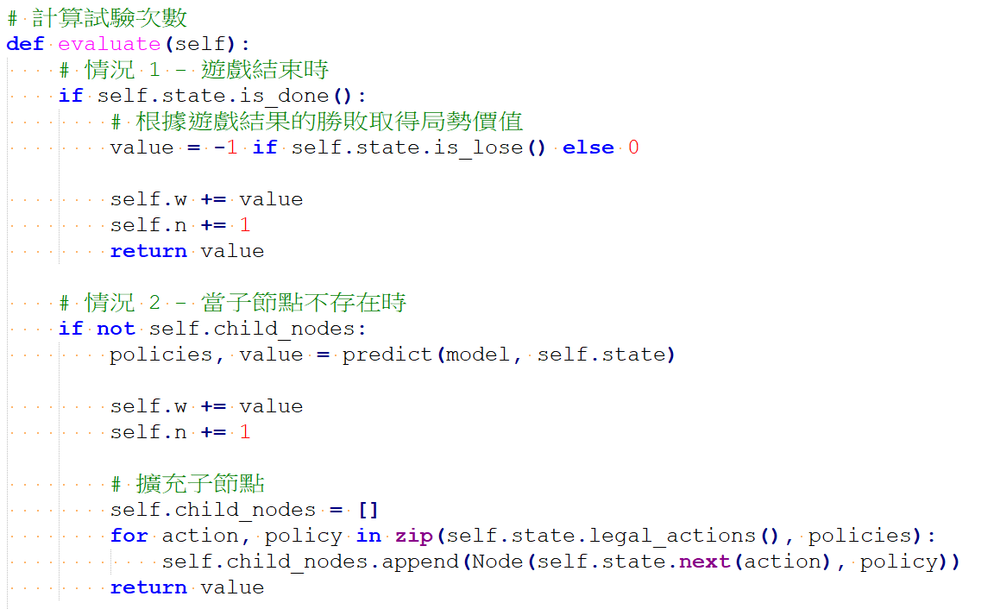 # 計算試驗次數
def evaluate(self):
    # 情況 1 - 遊戲結束時
    if self.state.is_done():
        # 根據遊戲結果的勝敗取得局勢價值
        value = -1 if self.state.is_lose() else 0

        self.w += value
        self.n += 1
        return value

    # 情況 2 - 當子節點不存在時
    if not self.child_nodes:
        policies, value = predict(model, self.state)

        self.w += value
        self.n += 1

        # 擴充子節點
        self.child_nodes = []
        for action, policy in zip(self.state.legal_actions(), policies):
            self.child_nodes.append(Node(self.state.next(action), policy))
        return value